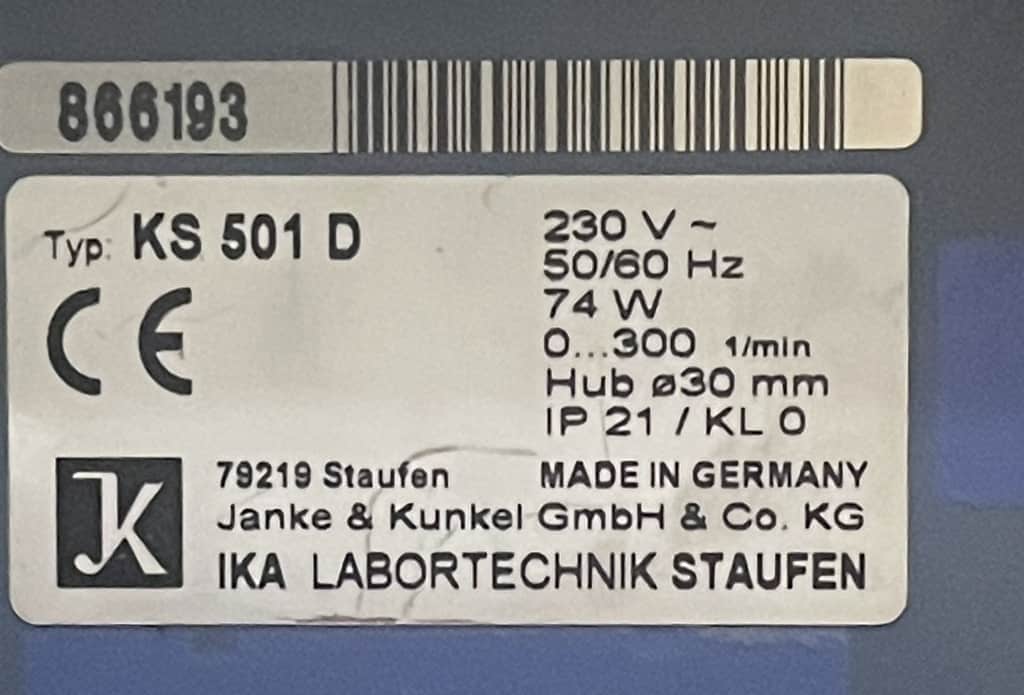 866193
Typ: KS 501 D
CE
230 V ~
50/60 Hz
74 W
0...300 1/min
Hub ø30 mm
IP 21 / KL 0
JK
79219 Staufen MADE IN GERMANY
Janke & Kunkel GmbH & Co. KG
IKA LABORTECHNIK STAUFEN